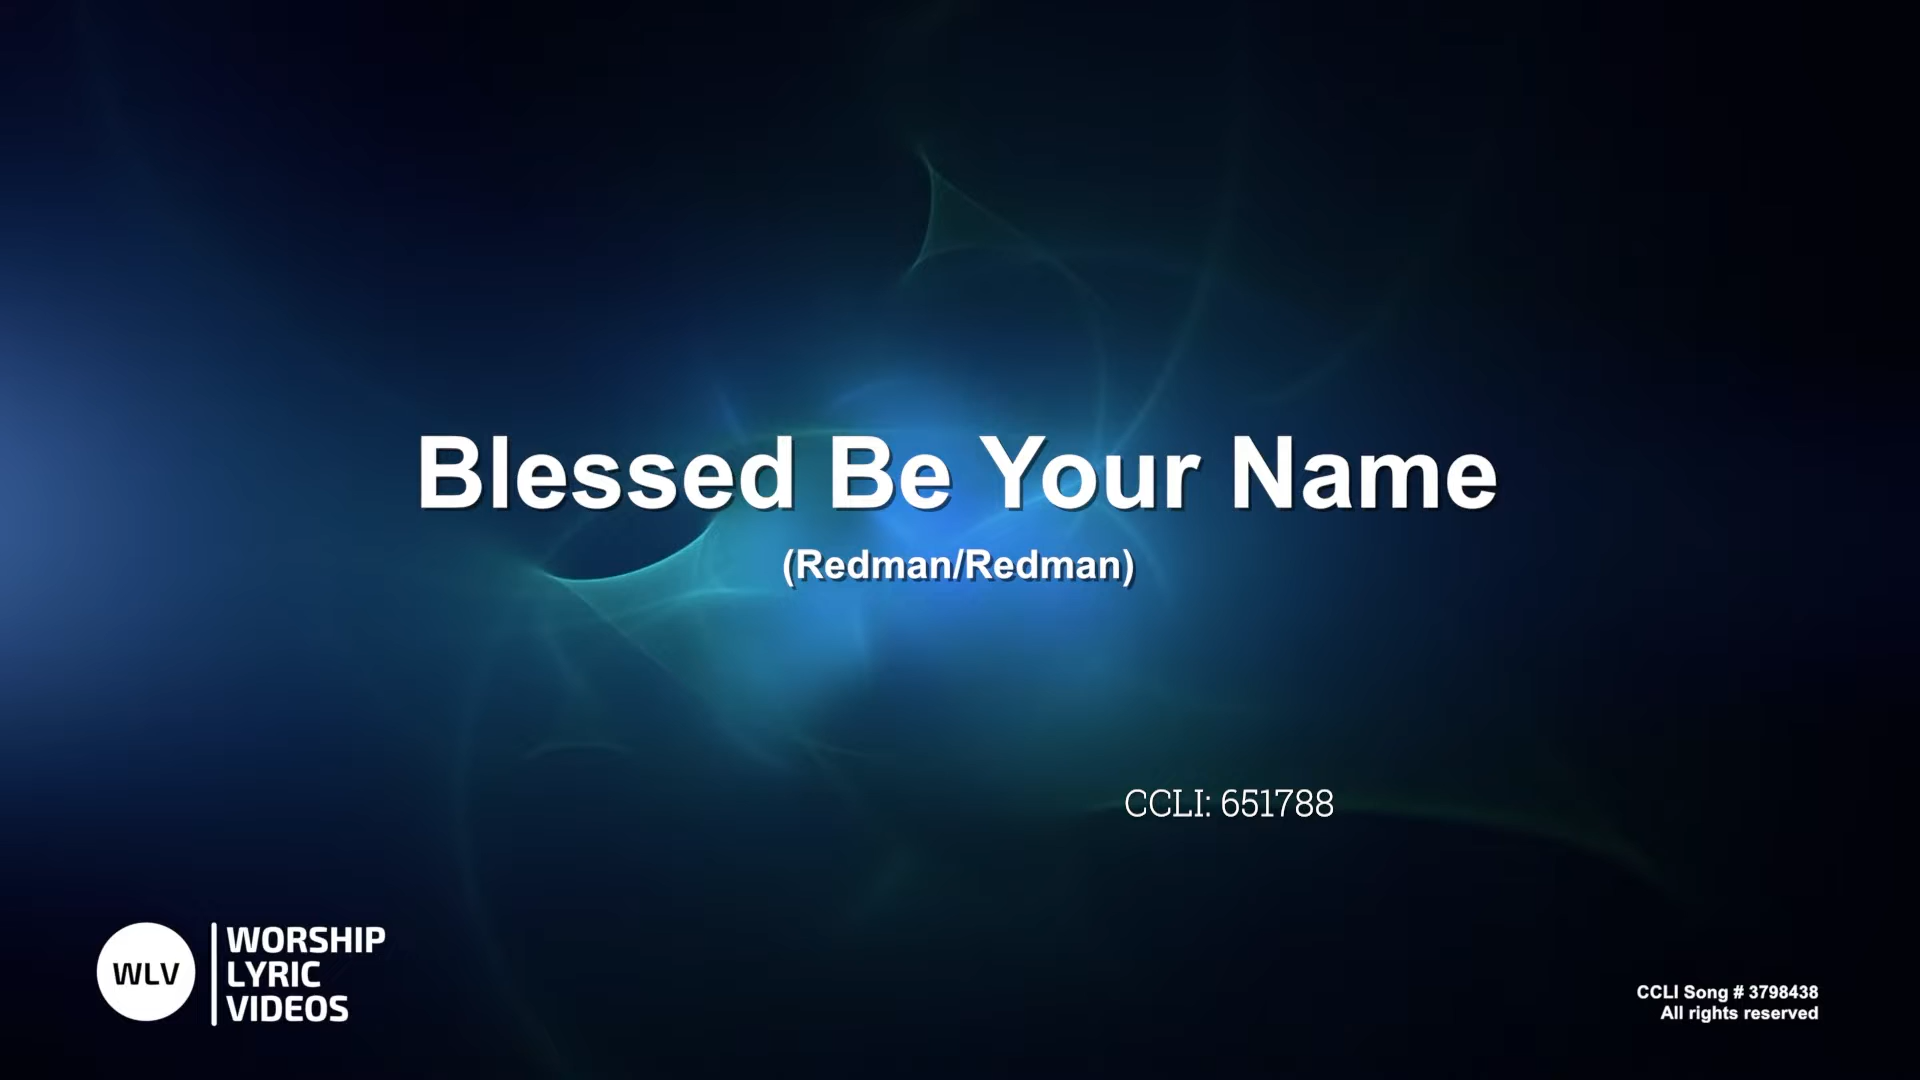 Blessed Be Your Name
(Redman/Redman)
CCLI: 651788
WLV
WORSHIP
LYRIC
VIDEOS
CCLI Song # 3798438
All rights reserved